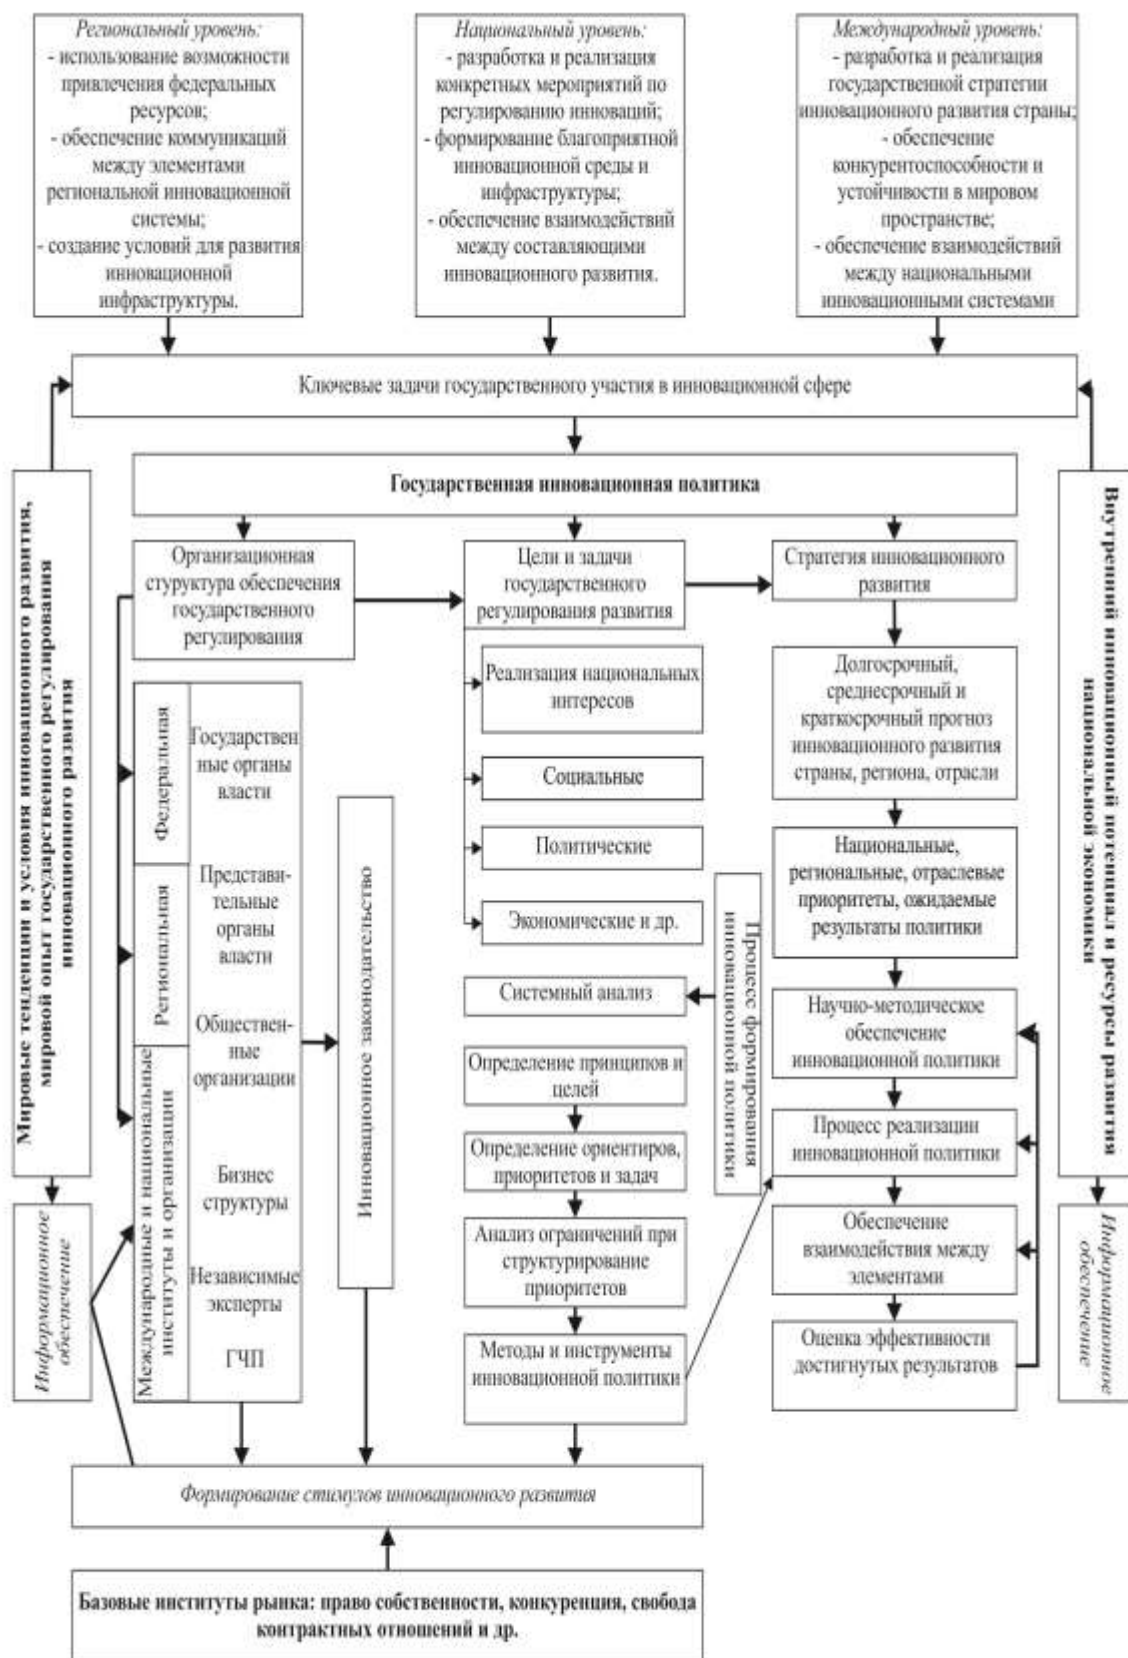 Региональный уровень:
- использование возможности
привлечения федеральных
ресурсов;
- обеспечение коммуникаций
между элементами
региональной инновационной
системы;
- создание условий для развития
инновационной
инфраструктуры.
Национальный уровень:
- разработка и реализация
конкретных мероприятий по
регулированию инноваций;
- формирование благоприятной
инновационной среды и
инфраструктуры;
- обеспечение взаимодействий
между составляющими
инновационного развития.
Международный уровень:
- разработка и реализация
государственной стратегии
инновационного развития страны;
- обеспечение
конкурентоспособности и
устойчивости в мировом
пространстве;
- обеспечение взаимодействий
между национальными
инновационными системами
Ключевые задачи государственного участия в инновационной сфере
Государственная инновационная политика
Мировые тенденции и условия инновационного развития,
мировой опыт государственного регулирования
инновационного развития
Информационное
обеспечение
Организационная
стуруктура обеспечения
государственного
регулирования
Федеральная
Региональная
Международные и национальные
институты и организации
Государствен
ные органы
власти
Представи-
тельные
органы
власти
Обществен-
ные
организации
Бизнес
структуры
Независимые
эксперты
ГЧП
Инновационное законодательство
Цели и задачи
государственного
регулирования развития
Реализация национальных
интересов
Социальные
Политические
Экономические и др.
Системный анализ
Определение принципов и
целей
Определение ориентиров,
приоритетов и задач
Анализ ограничений при
структурирование
приоритетов
Методы и инструменты
инновационной политики
Процесс формирования
инновационной политики
Стратегия инновационного
развития
Долгосрочный,
среднесрочный и
краткосрочный прогноз
инновационного развития
страны, региона, отрасли
Национальные,
региональные, отраслевые
приоритеты, ожидаемые
результаты политики
Научно-методическое
обеспечение
инновационной политики
Процесс реализации
инновационной политики
Обеспечение
взаимодействия между
элементами
Оценка эффективности
достигнутых результатов
Внутренний инновационный потенциал и ресурсы развития
национальной экономики
Информационное
обеспечение
Формирование стимулов инновационного развития
Базовые институты рынка: право собственности, конкуренция, свобода
контрактных отношений и др.